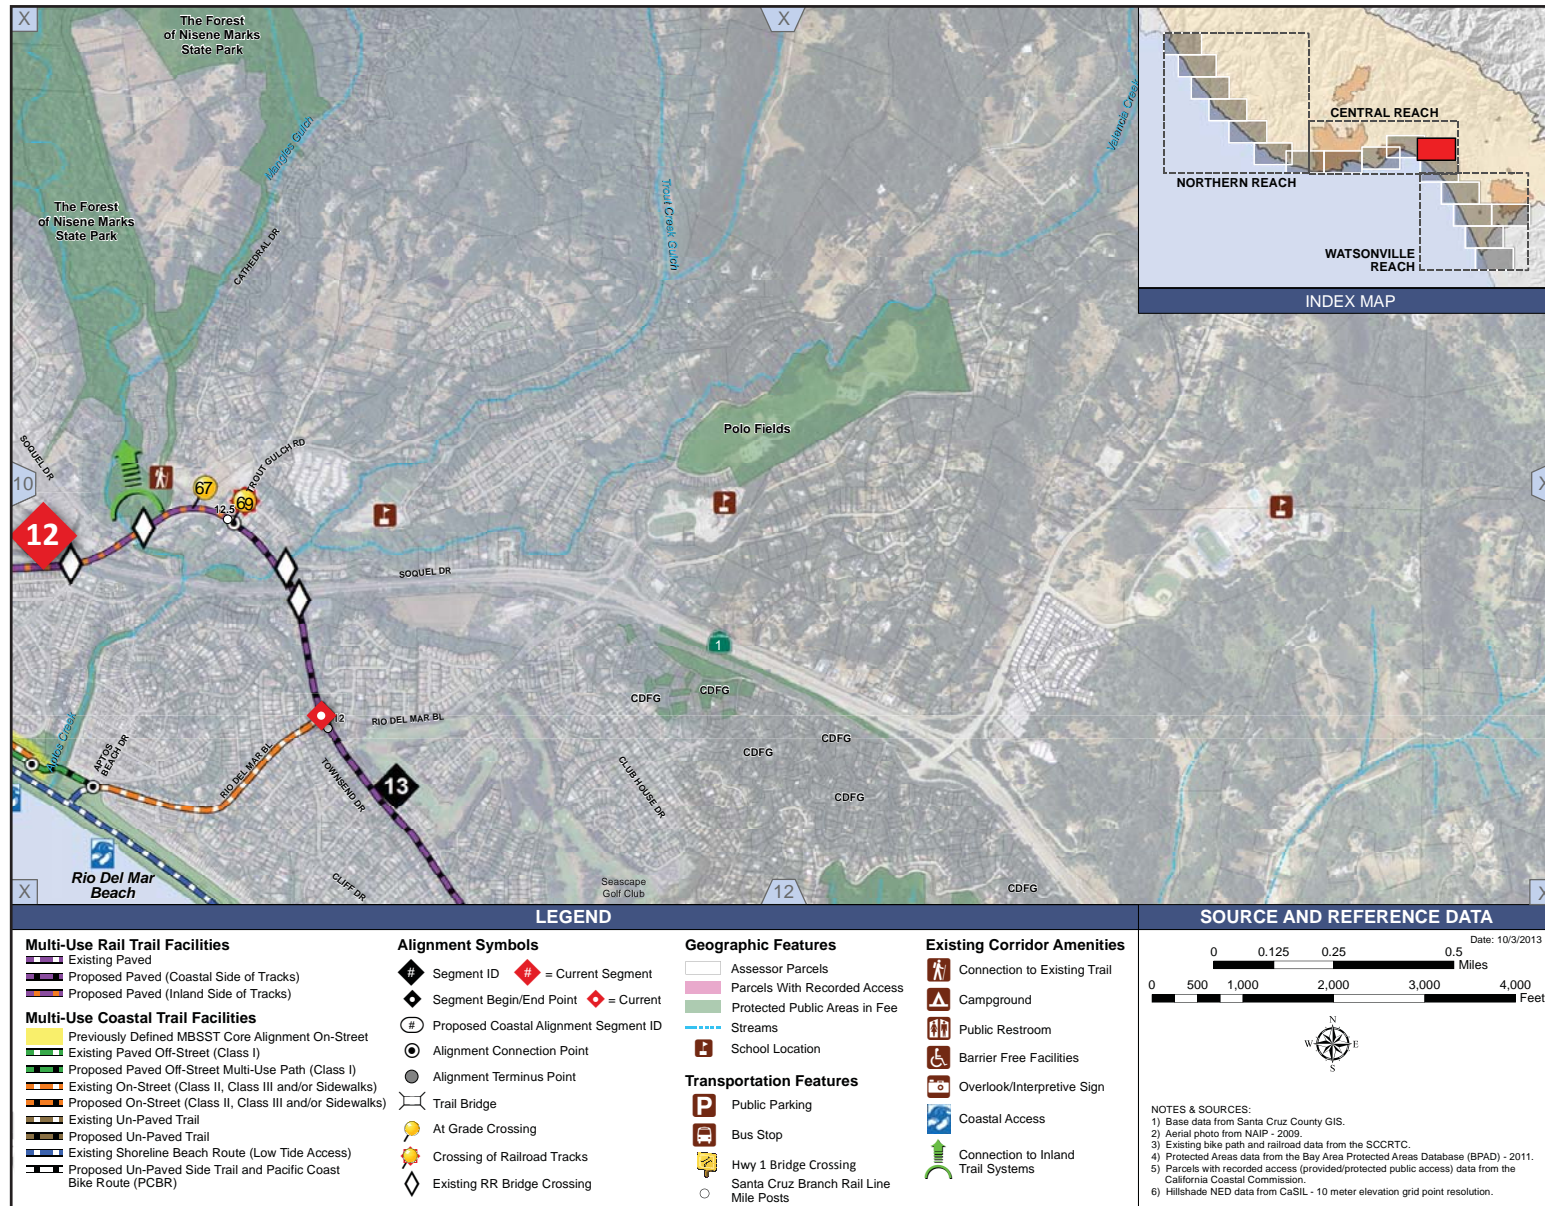 X
X
The Forest
of Nisene Marks
State Park
Mangles Gulch
Trout Creek Gulch
Valencia Creek
The Forest
of Nisene Marks
State Park
CATHEDRAL DR
CENTRAL REACH
NORTHERN REACH
WATSONVILLE
REACH
INDEX MAP
Polo Fields
SOQUEL DR
TROUT GULCH RD
10
X
67
69
12.5
12
SOQUEL DR
1
CDFG
CDFG
CDFG
CDFG
CDFG
CDFG
12
RIO DEL MAR BL
RIO DEL MAR BL
Aptos Creek
APTOS
BEACH DR
TOWNSEND DR
13
CLUB HOUSE DR
CLIFF DR
Rio Del Mar
Beach
Seascape
Golf Club
X
12
X
LEGEND
Multi-Use Rail Trail Facilities
Existing Paved
Proposed Paved (Coastal Side of Tracks)
Proposed Paved (Inland Side of Tracks)
Multi-Use Coastal Trail Facilities
Previously Defined MBSST Core Alignment On-Street
Existing Paved Off-Street (Class I)
Proposed Paved Off-Street Multi-Use Path (Class I)
Existing On-Street (Class II, Class III and/or Sidewalks)
Proposed On-Street (Class II, Class III and/or Sidewalks)
Existing Un-Paved Trail
Proposed Un-Paved Trail
Existing Shoreline Beach Route (Low Tide Access)
Proposed Un-Paved Side Trail and Pacific Coast
Bike Route (PCBR)
Alignment Symbols
# Segment ID # = Current Segment
Segment Begin/End Point = Current
# Proposed Coastal Alignment Segment ID
Alignment Connection Point
Alignment Terminus Point
Trail Bridge
At Grade Crossing
Crossing of Railroad Tracks
Existing RR Bridge Crossing
Geographic Features
Assessor Parcels
Parcels With Recorded Access
Protected Public Areas in Fee
Streams
School Location
Transportation Features
P Public Parking
Bus Stop
Hwy 1 Bridge Crossing
Santa Cruz Branch Rail Line
Mile Posts
Existing Corridor Amenities
Connection to Existing Trail
Campground
Public Restroom
Barrier Free Facilities
Overlook/Interpretive Sign
Coastal Access
Connection to Inland
Trail Systems
SOURCE AND REFERENCE DATA
Date: 10/3/2013
0 0.125 0.25 0.5
Miles
0 500 1,000 2,000 3,000 4,000
Feet
N
W E
S
NOTES & SOURCES:
1) Base data from Santa Cruz County GIS.
2) Aerial photo from NAIP - 2009.
3) Existing bike path and railroad data from the SCCRTC.
4) Protected Areas data from the Bay Area Protected Areas Database (BPAD) - 2011.
5) Parcels with recorded access (provided/protected public access) data from the
California Coastal Commission.
6) Hillshade NED data from CaSIL - 10 meter elevation grid point resolution.